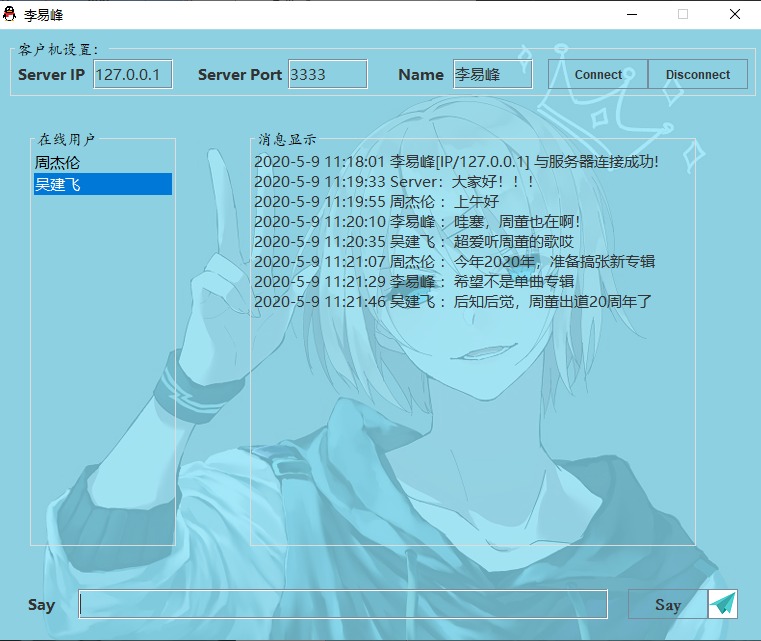 李易峰
客户机设置：
Server IP 127.0.0.1 Server Port 3333 Name 李易峰 Connect Disconnect
在线用户
周杰伦
吴建飞
消息显示
2020-5-9 11:18:01 李易峰[IP/127.0.0.1] 与服务器连接成功!
2020-5-9 11:19:33 Server：大家好！！！
2020-5-9 11:19:55 周杰伦 ：上午好
2020-5-9 11:20:10 李易峰 ：哇塞，周董也在啊!
2020-5-9 11:20:35 吴建飞 ：超爱听周董的歌哎
2020-5-9 11:21:07 周杰伦 ：今年2020年，准备搞张新专辑
2020-5-9 11:21:29 李易峰 ：希望不是单曲专辑
2020-5-9 11:21:46 吴建飞 ：后知后觉，周董出道20周年了
Say Say